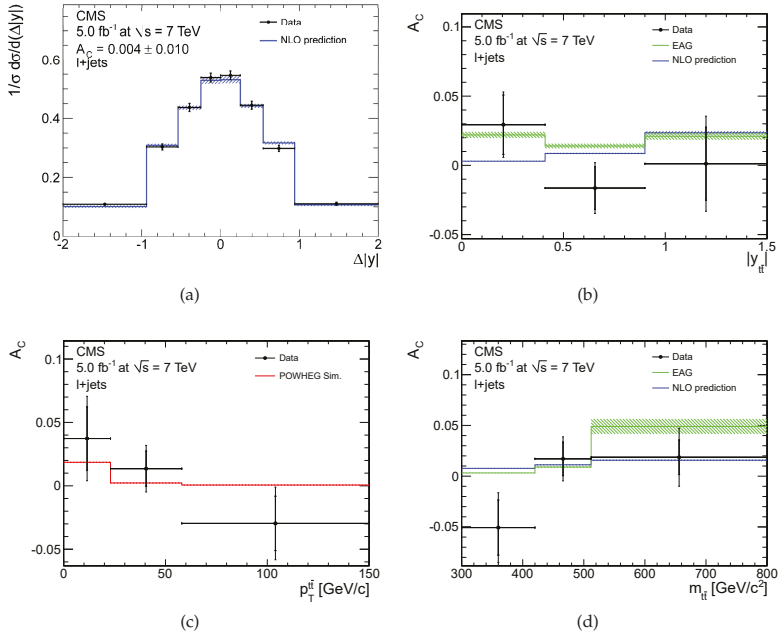 CMS
5.0 fb⁻¹ at √s = 7 TeV
A_C = 0.004 ± 0.010
l+jets
Data
NLO prediction
1/σ dσ/d(Δ|y|)
0.6
0.4
0.2
0
-2
-1
0
1
2
Δ|y|
(a)
A_C
CMS
5.0 fb⁻¹ at √s = 7 TeV
l+jets
Data
EAG
NLO prediction
0.1
0.05
0
-0.05
0
0.5
1
1.5
|y_tt̄|
(b)
A_C
CMS
5.0 fb⁻¹ at √s = 7 TeV
l+jets
Data
POWHEG Sim.
0.1
0.05
0
-0.05
0
50
100
150
p_T^tt̄ [GeV/c]
(c)
A_C
CMS
5.0 fb⁻¹ at √s = 7 TeV
l+jets
Data
EAG
NLO prediction
0.1
0.05
0
-0.05
300
400
500
600
700
800
m_tt̄ [GeV/c²]
(d)